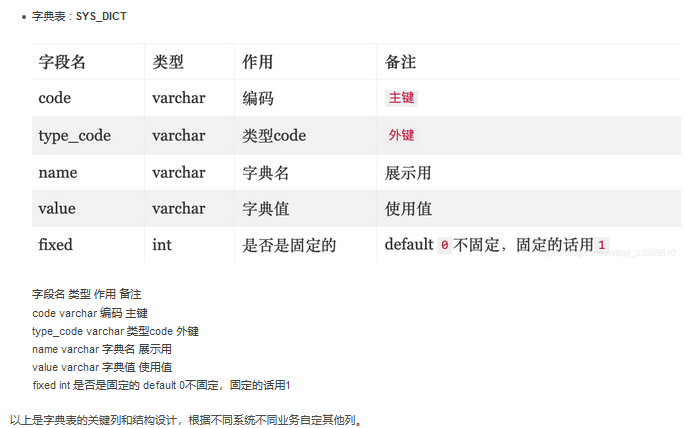 字典表：SYS_DICT
字段名 类型 作用 备注
code varchar 编码 主键
type_code varchar 类型code 外键
name varchar 字典名 展示用
value varchar 字典值 使用值
fixed int 是否是固定的 default 0 不固定，固定的话用 1
字段名 类型 作用 备注
code varchar 编码 主键
type_code varchar 类型code 外键
name varchar 字典名 展示用
value varchar 字典值 使用值
fixed int 是否是固定的 default 0不固定，固定的话用1
以上是字典表的关键列和结构设计，根据不同系统不同业务自定其他列。